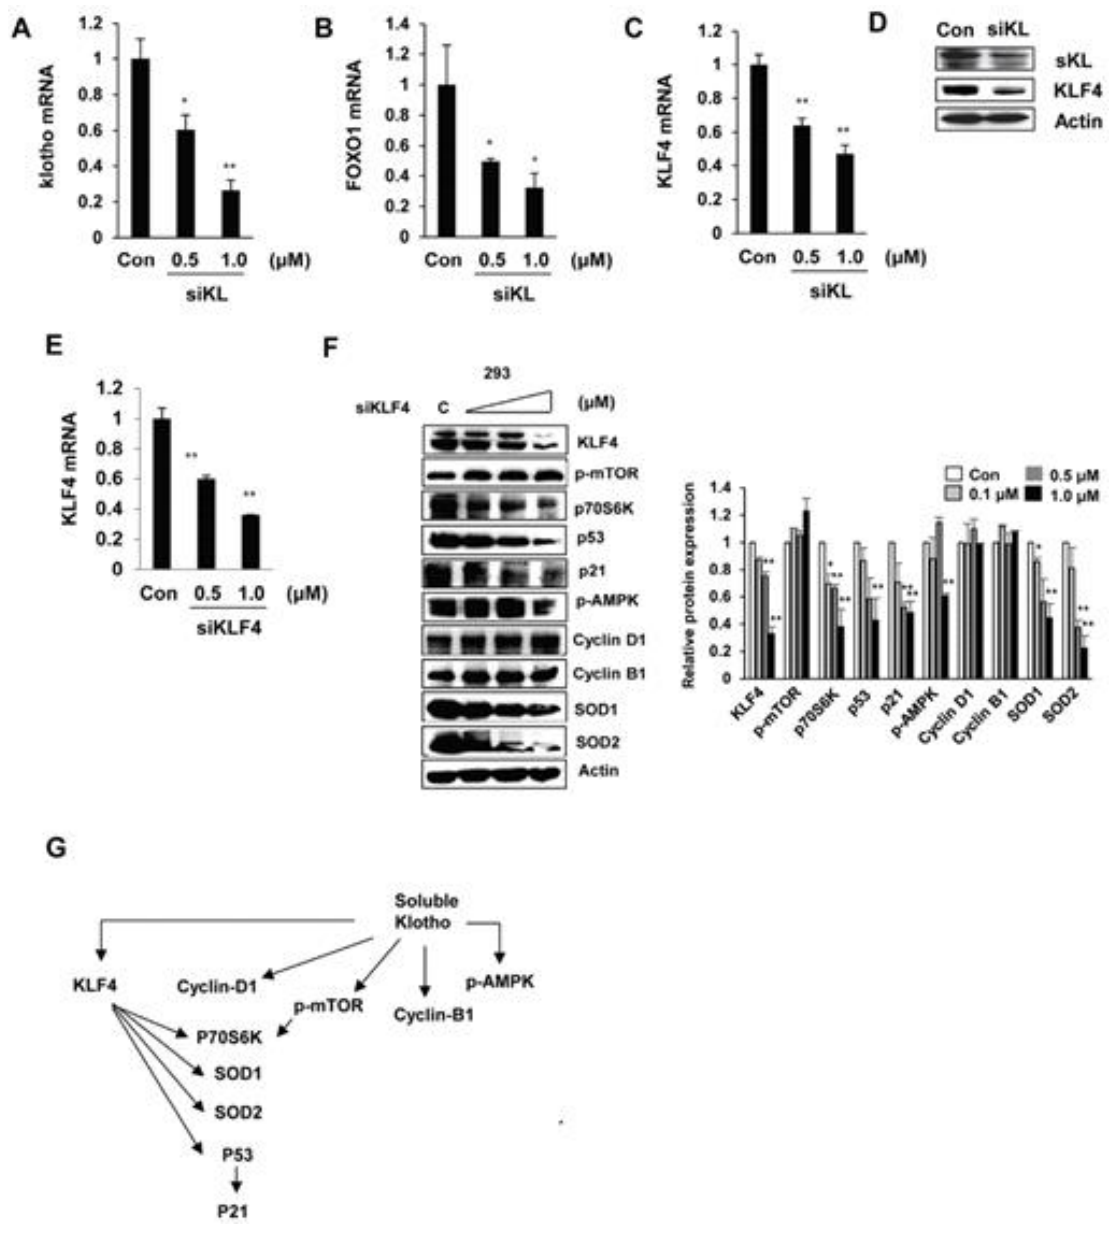 A
klotho mRNA
1.2
1
0.8
0.6
0.4
0.2
0
*
**
Con 0.5 1.0 (µM)
siKL
B
FOXO1 mRNA
1.4
1.2
1
0.8
0.6
0.4
0.2
0
*
*
Con 0.5 1.0 (µM)
siKL
C
KLF4 mRNA
1.2
1
0.8
0.6
0.4
0.2
0
**
**
Con 0.5 1.0 (µM)
siKL
D
Con siKL
sKL
KLF4
Actin
E
KLF4 mRNA
1.2
1
0.8
0.6
0.4
0.2
0
**
**
Con 0.5 1.0 (µM)
siKLF4
F
293
siKLF4 C (µM)
KLF4
p-mTOR
p70S6K
p53
p21
p-AMPK
Cyclin D1
Cyclin B1
SOD1
SOD2
Actin
Con 0.5 µM
0.1 µM 1.0 µM
Relative protein expression
1.4
1.2
1
0.8
0.6
0.4
0.2
0
** ** * ** ** ** ** ** ** * ** ** **
KLF4 p-mTOR p70S6K p53 p21 p-AMPK Cyclin D1 Cyclin B1 SOD1 SOD2
G
Soluble
Klotho
KLF4
Cyclin-D1
p-mTOR
Cyclin-B1
p-AMPK
P70S6K
SOD1
SOD2
P53
P21